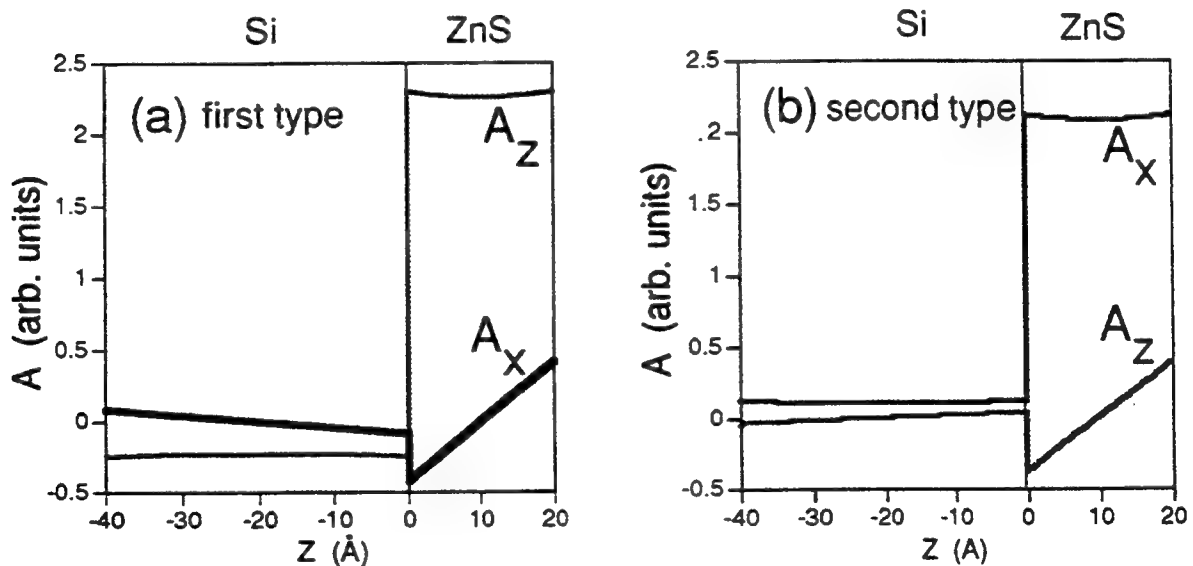 Si ZnS
(a) first type
A_z
A_x
2.5
2
1.5
1
0.5
0
-0.5
A (arb. units)
-40 -30 -20 -10 0 10 20
Z (Å)
Si ZnS
(b) second type
A_x
A_z
2.5
.2
1.5
1
0.5
0
-0.5
A (arb. units)
-40 -30 -20 -10 0 10 20
Z (A)